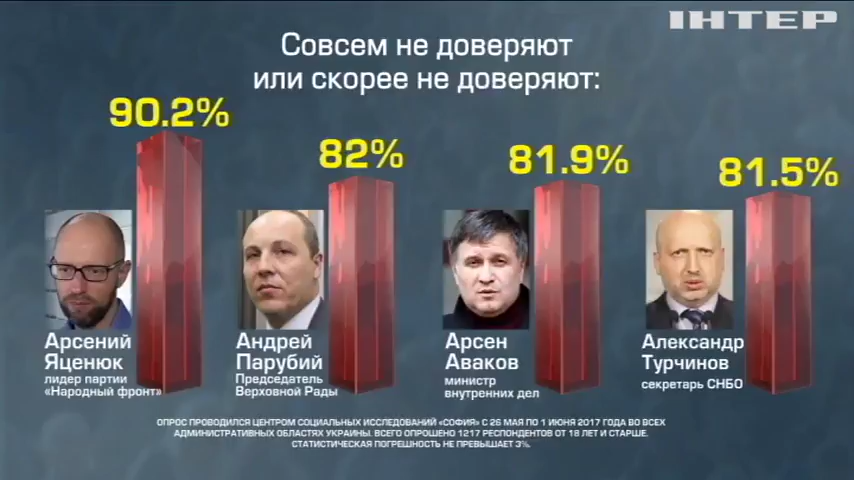 ІНТЕР
Совсем не доверяют
или скорее не доверяют:
90.2%
82%
81.9%
81.5%
Арсений
Яценюк
лидер партии
«Народный фронт»
Андрей
Парубий
Председатель
Верховной Рады
Арсен
Аваков
министр
внутренних дел
Александр
Турчинов
секретарь СНБО
ОПРОС ПРОВОДИЛСЯ ЦЕНТРОМ СОЦИАЛЬНЫХ ИССЛЕДОВАНИЙ «СОФИЯ» С 26 МАЯ ПО 1 ИЮНЯ 2017 ГОДА ВО ВСЕХ
АДМИНИСТРАТИВНЫХ ОБЛАСТЯХ УКРАИНЫ. ВСЕГО ОПРОШЕНО 1217 РЕСПОНДЕНТОВ ОТ 18 ЛЕТ И СТАРШЕ.
СТАТИСТИЧЕСКАЯ ПОГРЕШНОСТЬ НЕ ПРЕВЫШАЕТ 3%.